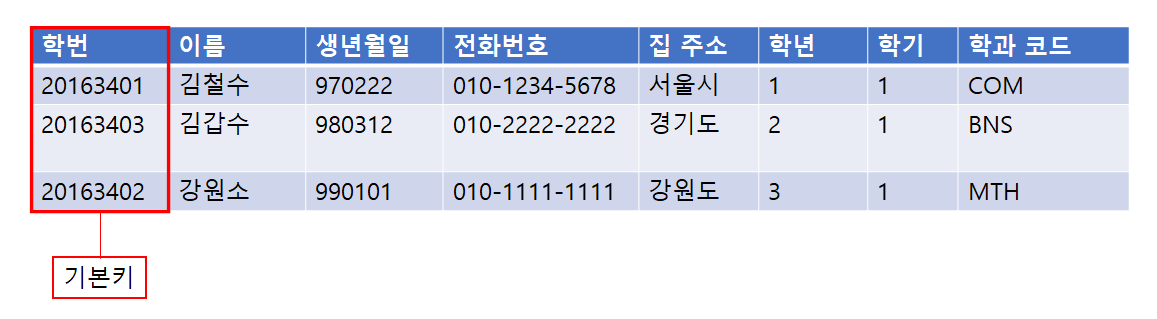 학번 이름 생년월일 전화번호 집 주소 학년 학기 학과 코드
20163401 김철수 970222 010-1234-5678 서울시 1 1 COM
20163403 김갑수 980312 010-2222-2222 경기도 2 1 BNS
20163402 강원소 990101 010-1111-1111 강원도 3 1 MTH
기본키